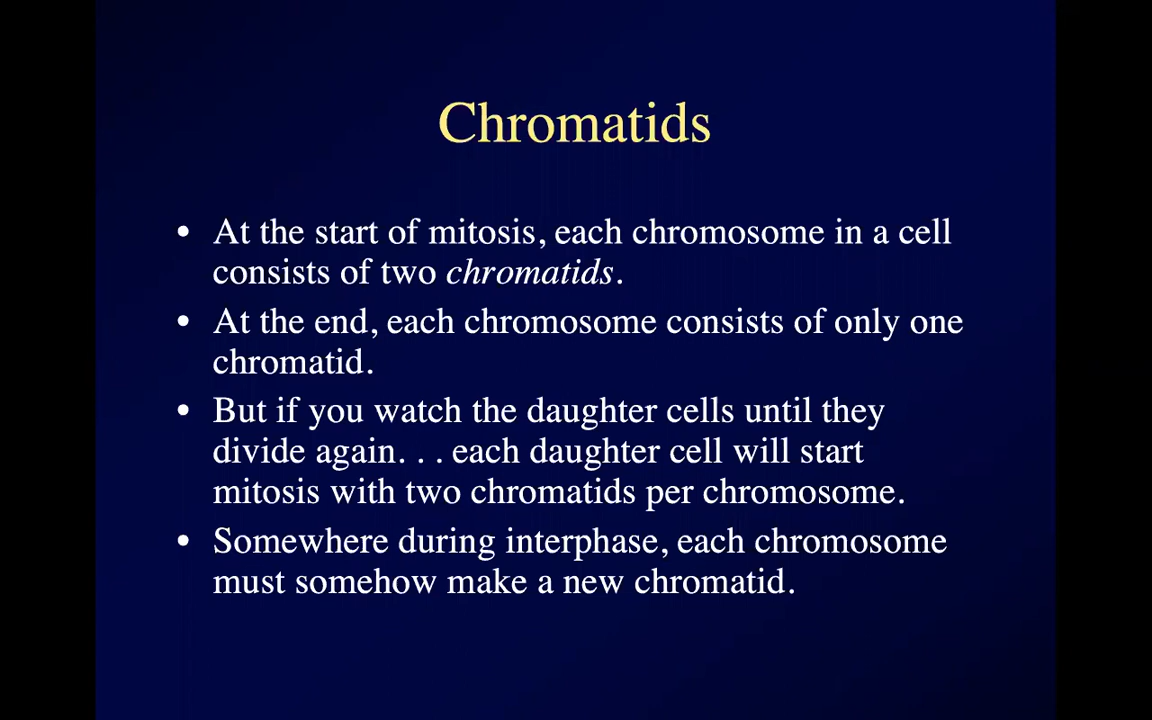 Chromatids
• At the start of mitosis, each chromosome in a cell
consists of two chromatids.
• At the end, each chromosome consists of only one
chromatid.
• But if you watch the daughter cells until they
divide again. . . each daughter cell will start
mitosis with two chromatids per chromosome.
• Somewhere during interphase, each chromosome
must somehow make a new chromatid.